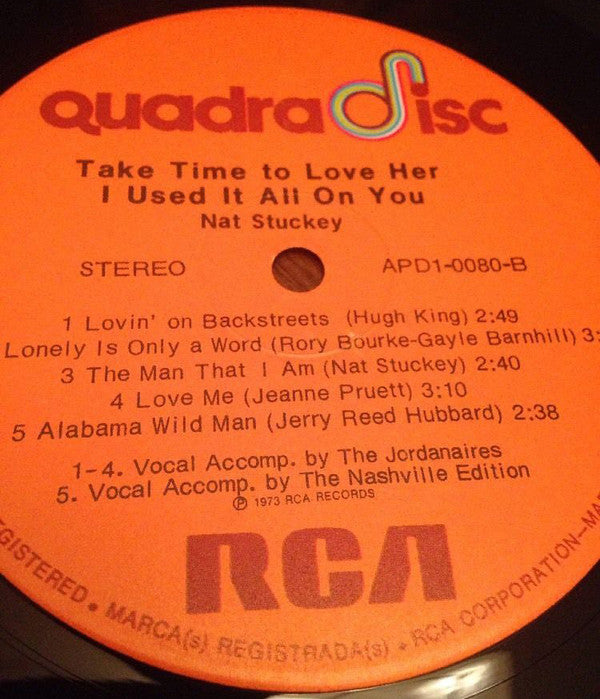 quadradisc
Take Time to Love Her
I Used It All On You
Nat Stuckey
STEREO APD1-0080-B
1 Lovin' on Backstreets (Hugh King) 2:49
Lonely Is Only a Word (Rory Bourke-Gayle Barnhill) 3:
3 The Man That I Am (Nat Stuckey) 2:40
4 Love Me (Jeanne Pruett) 3:10
5 Alabama Wild Man (Jerry Reed Hubbard) 2:38
1-4. Vocal Accomp. by The Jordanaires
5. Vocal Accomp. by The Nashville Edition
℗ 1973 RCA RECORDS
RCA
GISTERED • MARCA(s) REGISTRADA(s) • RCA CORPORATION—MA